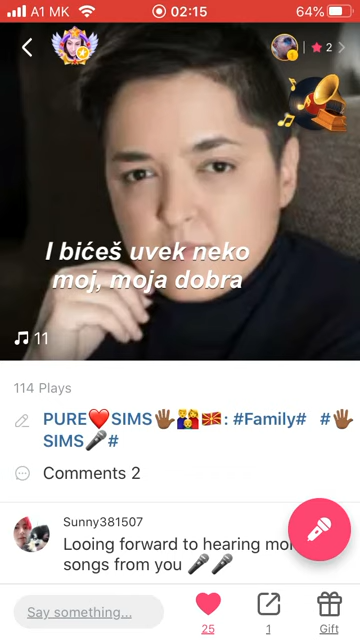 A1 MK 02:15 64%
2
I bićeš uvek neko
moj, moja dobra
11
114 Plays
PURE❤️SIMS🖐🏾👨‍👩‍👧🇲🇰: #Family# #🖐🏾
SIMS🎤#
Comments 2
Sunny381507
Looing forward to hearing mo
songs from you 🎤🎤
Say something...
25
1
Gift